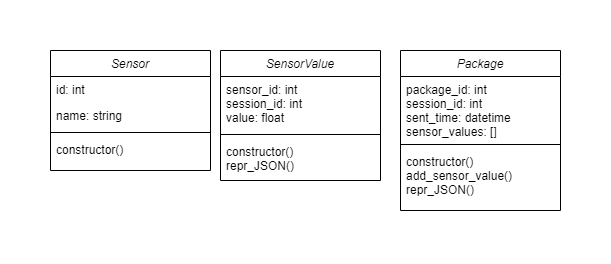 Sensor
id: int
name: string
constructor()
SensorValue
sensor_id: int
session_id: int
value: float
constructor()
repr_JSON()
Package
package_id: int
session_id: int
sent_time: datetime
sensor_values: []
constructor()
add_sensor_value()
repr_JSON()